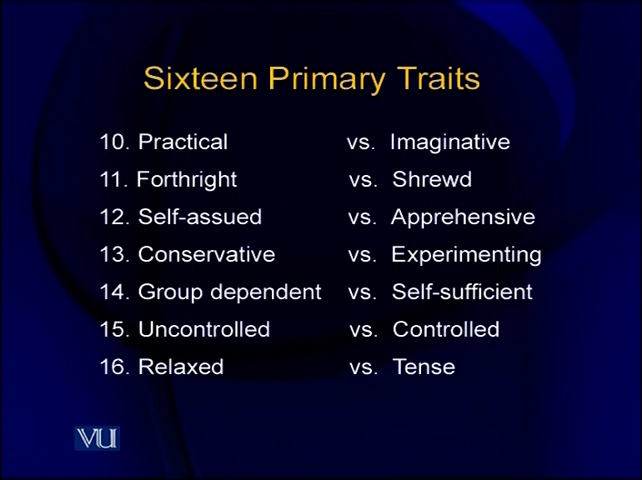 Sixteen Primary Traits
10. Practical vs. Imaginative
11. Forthright vs. Shrewd
12. Self-assued vs. Apprehensive
13. Conservative vs. Experimenting
14. Group dependent vs. Self-sufficient
15. Uncontrolled vs. Controlled
16. Relaxed vs. Tense
VU